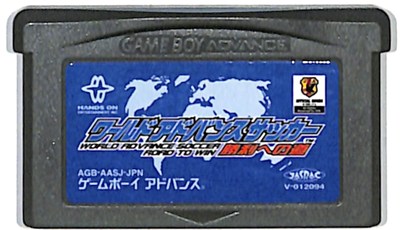 GAME BOY ADVANCE
HANDS ON
ワールドアドバンスサッカー
WORLD ADVANCE SOCCER
ROAD TO WIN
勝利への道
AGB-AASJ-JPN
ゲームボーイ アドバンス®
JASRAC
V-012094